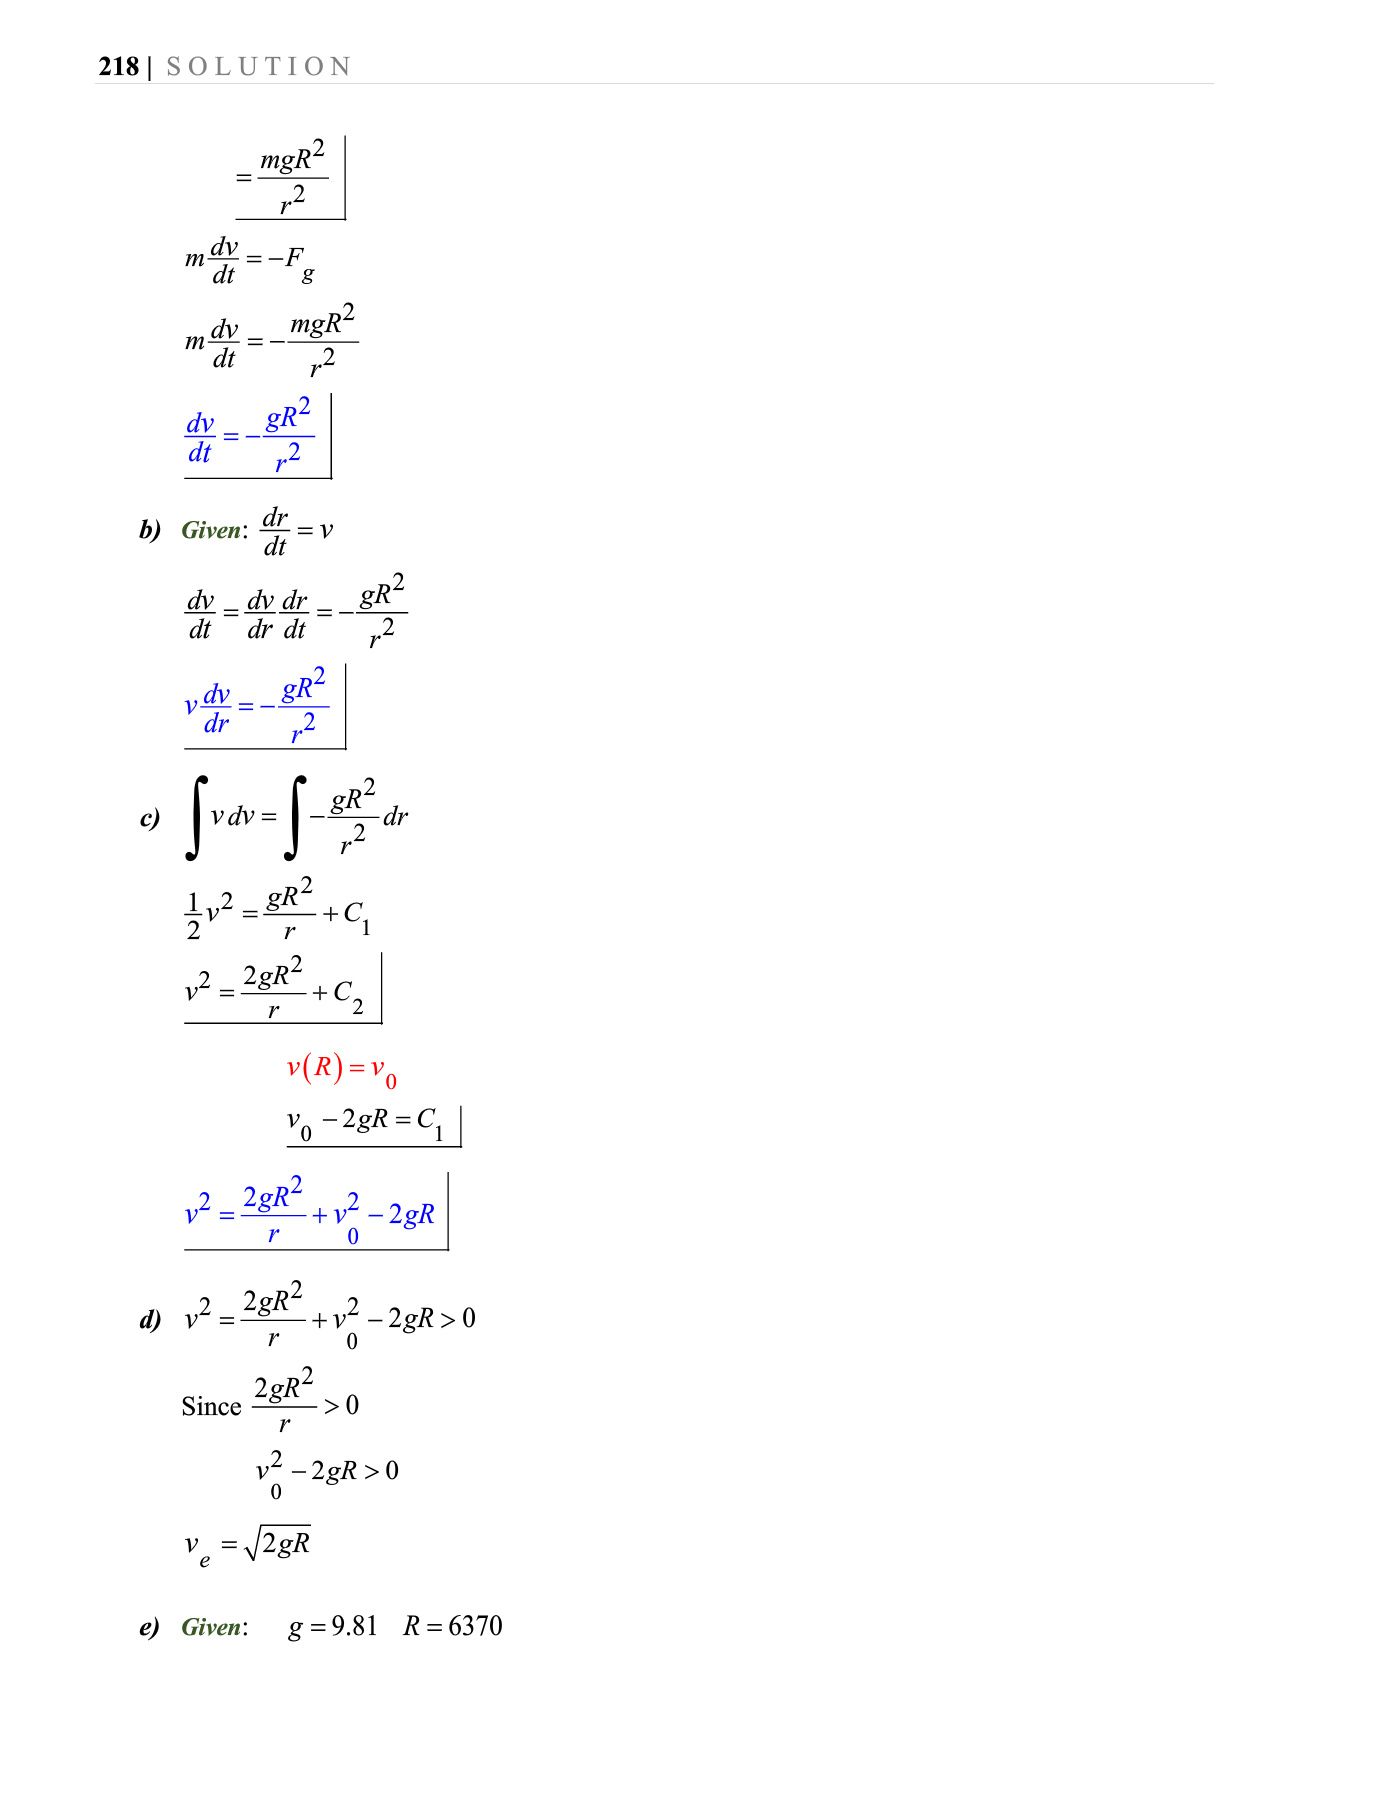 218 | S O L U T I O N
= \frac{mgR^2}{r^2}
m \frac{dv}{dt} = -F_g
m \frac{dv}{dt} = -\frac{mgR^2}{r^2}
\frac{dv}{dt} = -\frac{gR^2}{r^2}
b) Given: \frac{dr}{dt} = v
\frac{dv}{dt} = \frac{dv}{dr} \frac{dr}{dt} = -\frac{gR^2}{r^2}
v \frac{dv}{dr} = -\frac{gR^2}{r^2}
c) \int v dv = \int -\frac{gR^2}{r^2} dr
\frac{1}{2} v^2 = \frac{gR^2}{r} + C_1
v^2 = \frac{2gR^2}{r} + C_2
v(R) = v_0
v_0 - 2gR = C_1
v^2 = \frac{2gR^2}{r} + v_0^2 - 2gR
d) v^2 = \frac{2gR^2}{r} + v_0^2 - 2gR > 0
Since \frac{2gR^2}{r} > 0
v_0^2 - 2gR > 0
v_e = \sqrt{2gR}
e) Given: g = 9.81 R = 6370